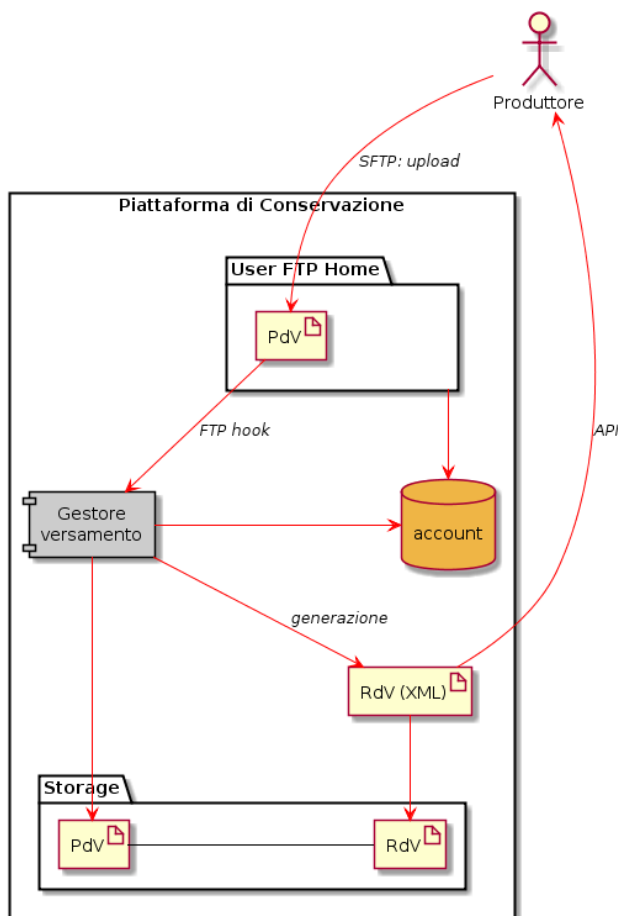 Produttore
SFTP: upload
Piattaforma di Conservazione
User FTP Home
PdV
FTP hook
API
Gestore
versamento
account
generazione
RdV (XML)
Storage
PdV
RdV